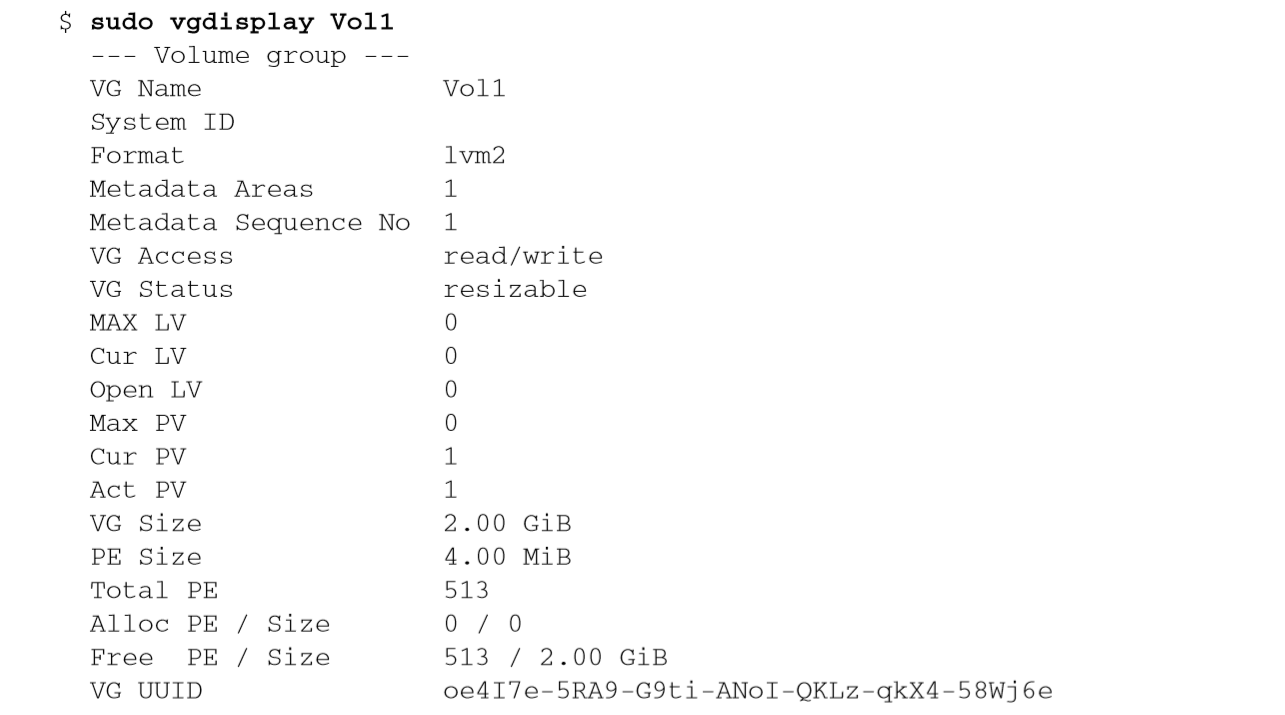 $ sudo vgdisplay Vol1
--- Volume group ---
VG Name Vol1
System ID
Format lvm2
Metadata Areas 1
Metadata Sequence No 1
VG Access read/write
VG Status resizable
MAX LV 0
Cur LV 0
Open LV 0
Max PV 0
Cur PV 1
Act PV 1
VG Size 2.00 GiB
PE Size 4.00 MiB
Total PE 513
Alloc PE / Size 0 / 0
Free PE / Size 513 / 2.00 GiB
VG UUID oe4I7e-5RA9-G9ti-ANoI-QKLz-qkX4-58Wj6e